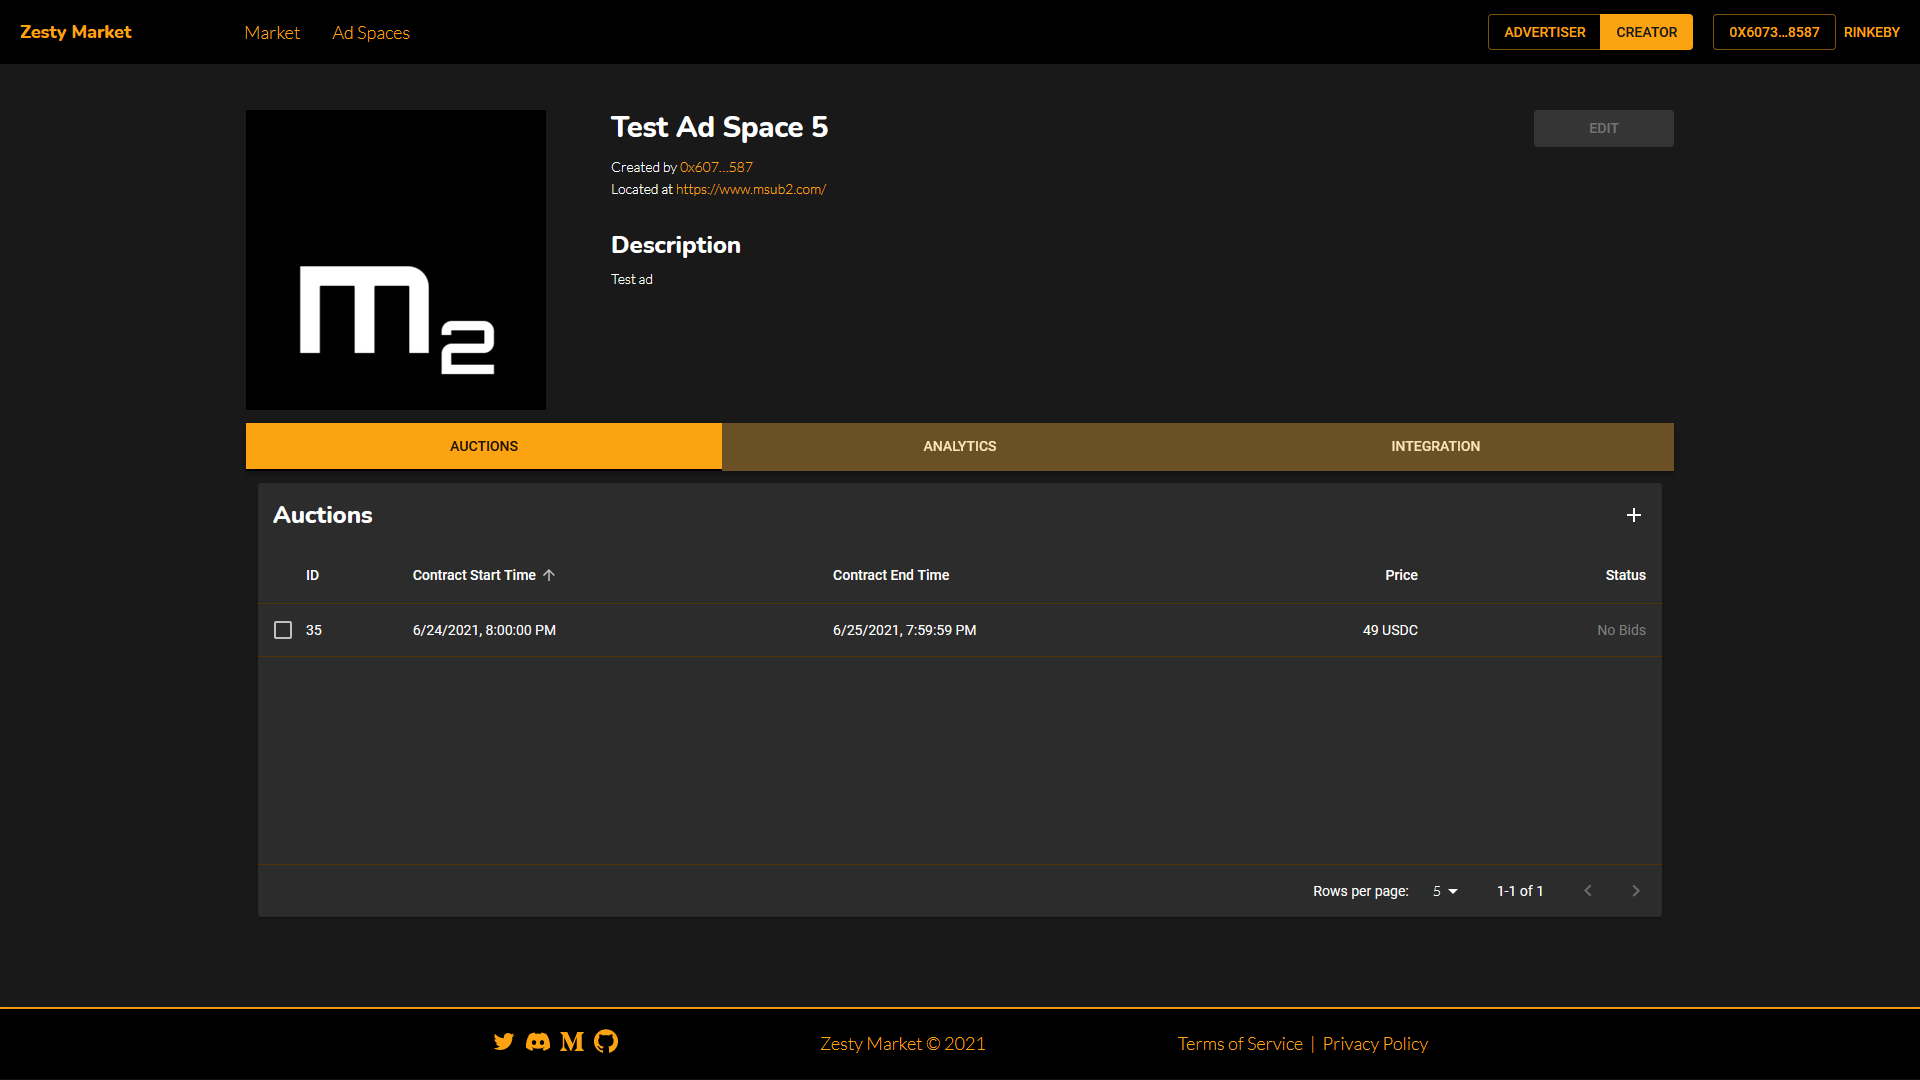 Zesty Market
Market
Ad Spaces
ADVERTISER
CREATOR
0X6073...8587
RINKEBY
m2
Test Ad Space 5
EDIT
Created by 0x607...587
Located at https://www.msub2.com/
Description
Test ad
AUCTIONS
ANALYTICS
INTEGRATION
Auctions
ID
Contract Start Time
Contract End Time
Price
Status
35
6/24/2021, 8:00:00 PM
6/25/2021, 7:59:59 PM
49 USDC
No Bids
Rows per page:
5
1-1 of 1
Zesty Market © 2021
Terms of Service | Privacy Policy